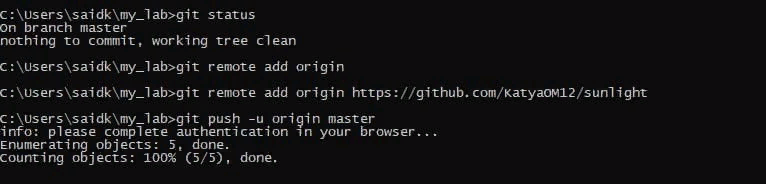 C:\Users\saidk\my_lab>git status
On branch master
nothing to commit, working tree clean
C:\Users\saidk\my_lab>git remote add origin
C:\Users\saidk\my_lab>git remote add origin https://github.com/KatyaOM12/sunlight
C:\Users\saidk\my_lab>git push -u origin master
info: please complete authentication in your browser...
Enumerating objects: 5, done.
Counting objects: 100% (5/5), done.